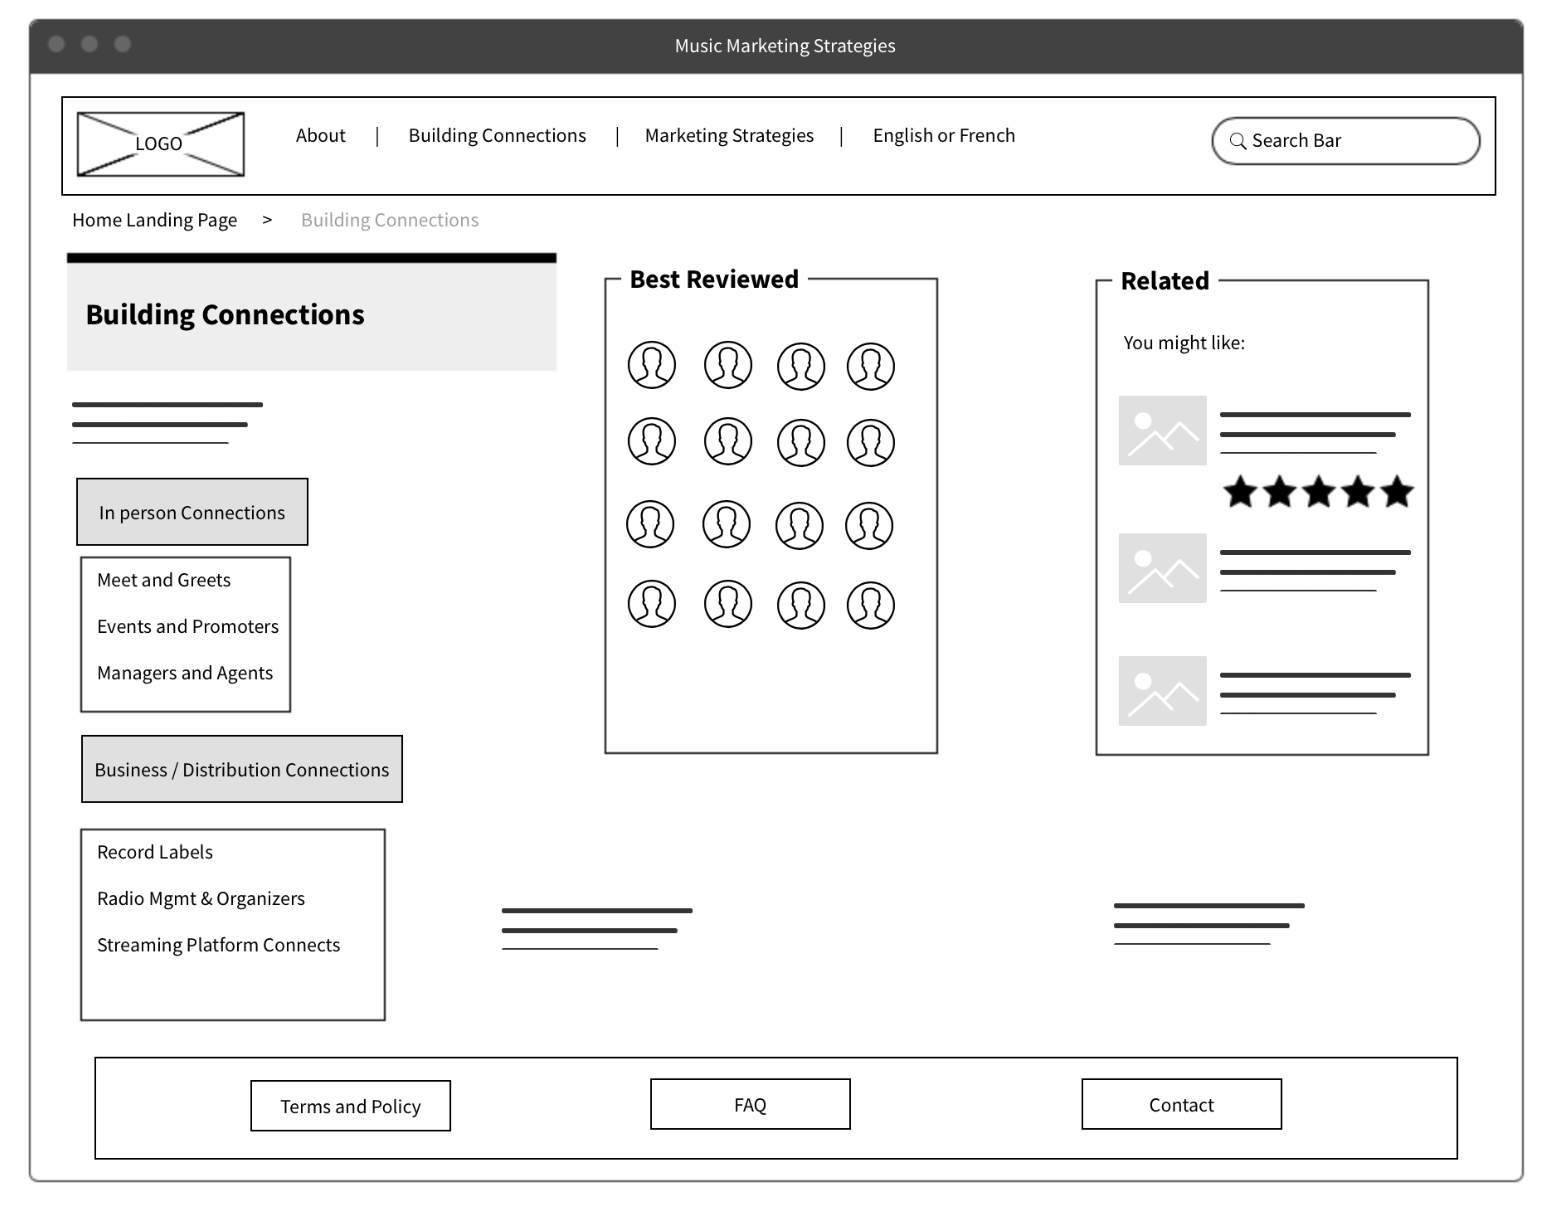 Music Marketing Strategies
LOGO
About | Building Connections | Marketing Strategies | English or French
Search Bar
Home Landing Page > Building Connections
Building Connections
In person Connections
Meet and Greets
Events and Promoters
Managers and Agents
Business / Distribution Connections
Record Labels
Radio Mgmt & Organizers
Streaming Platform Connects
Best Reviewed
Related
You might like:
Terms and Policy
FAQ
Contact